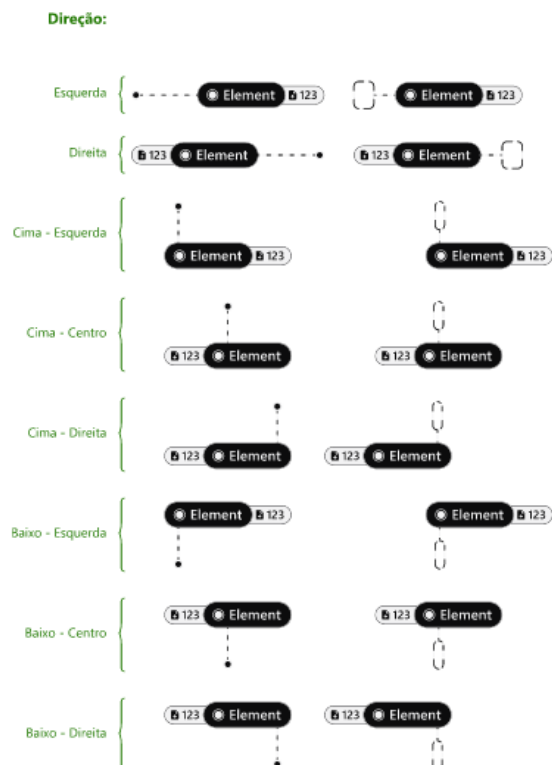 Direção:
Esquerda Element 123 Element 123
Direita 123 Element 123 Element
Cima - Esquerda Element 123 Element 123
Cima - Centro 123 Element 123 Element
Cima - Direita 123 Element 123 Element
Baixo - Esquerda Element 123 Element 123
Baixo - Centro 123 Element 123 Element
Baixo - Direita 123 Element 123 Element